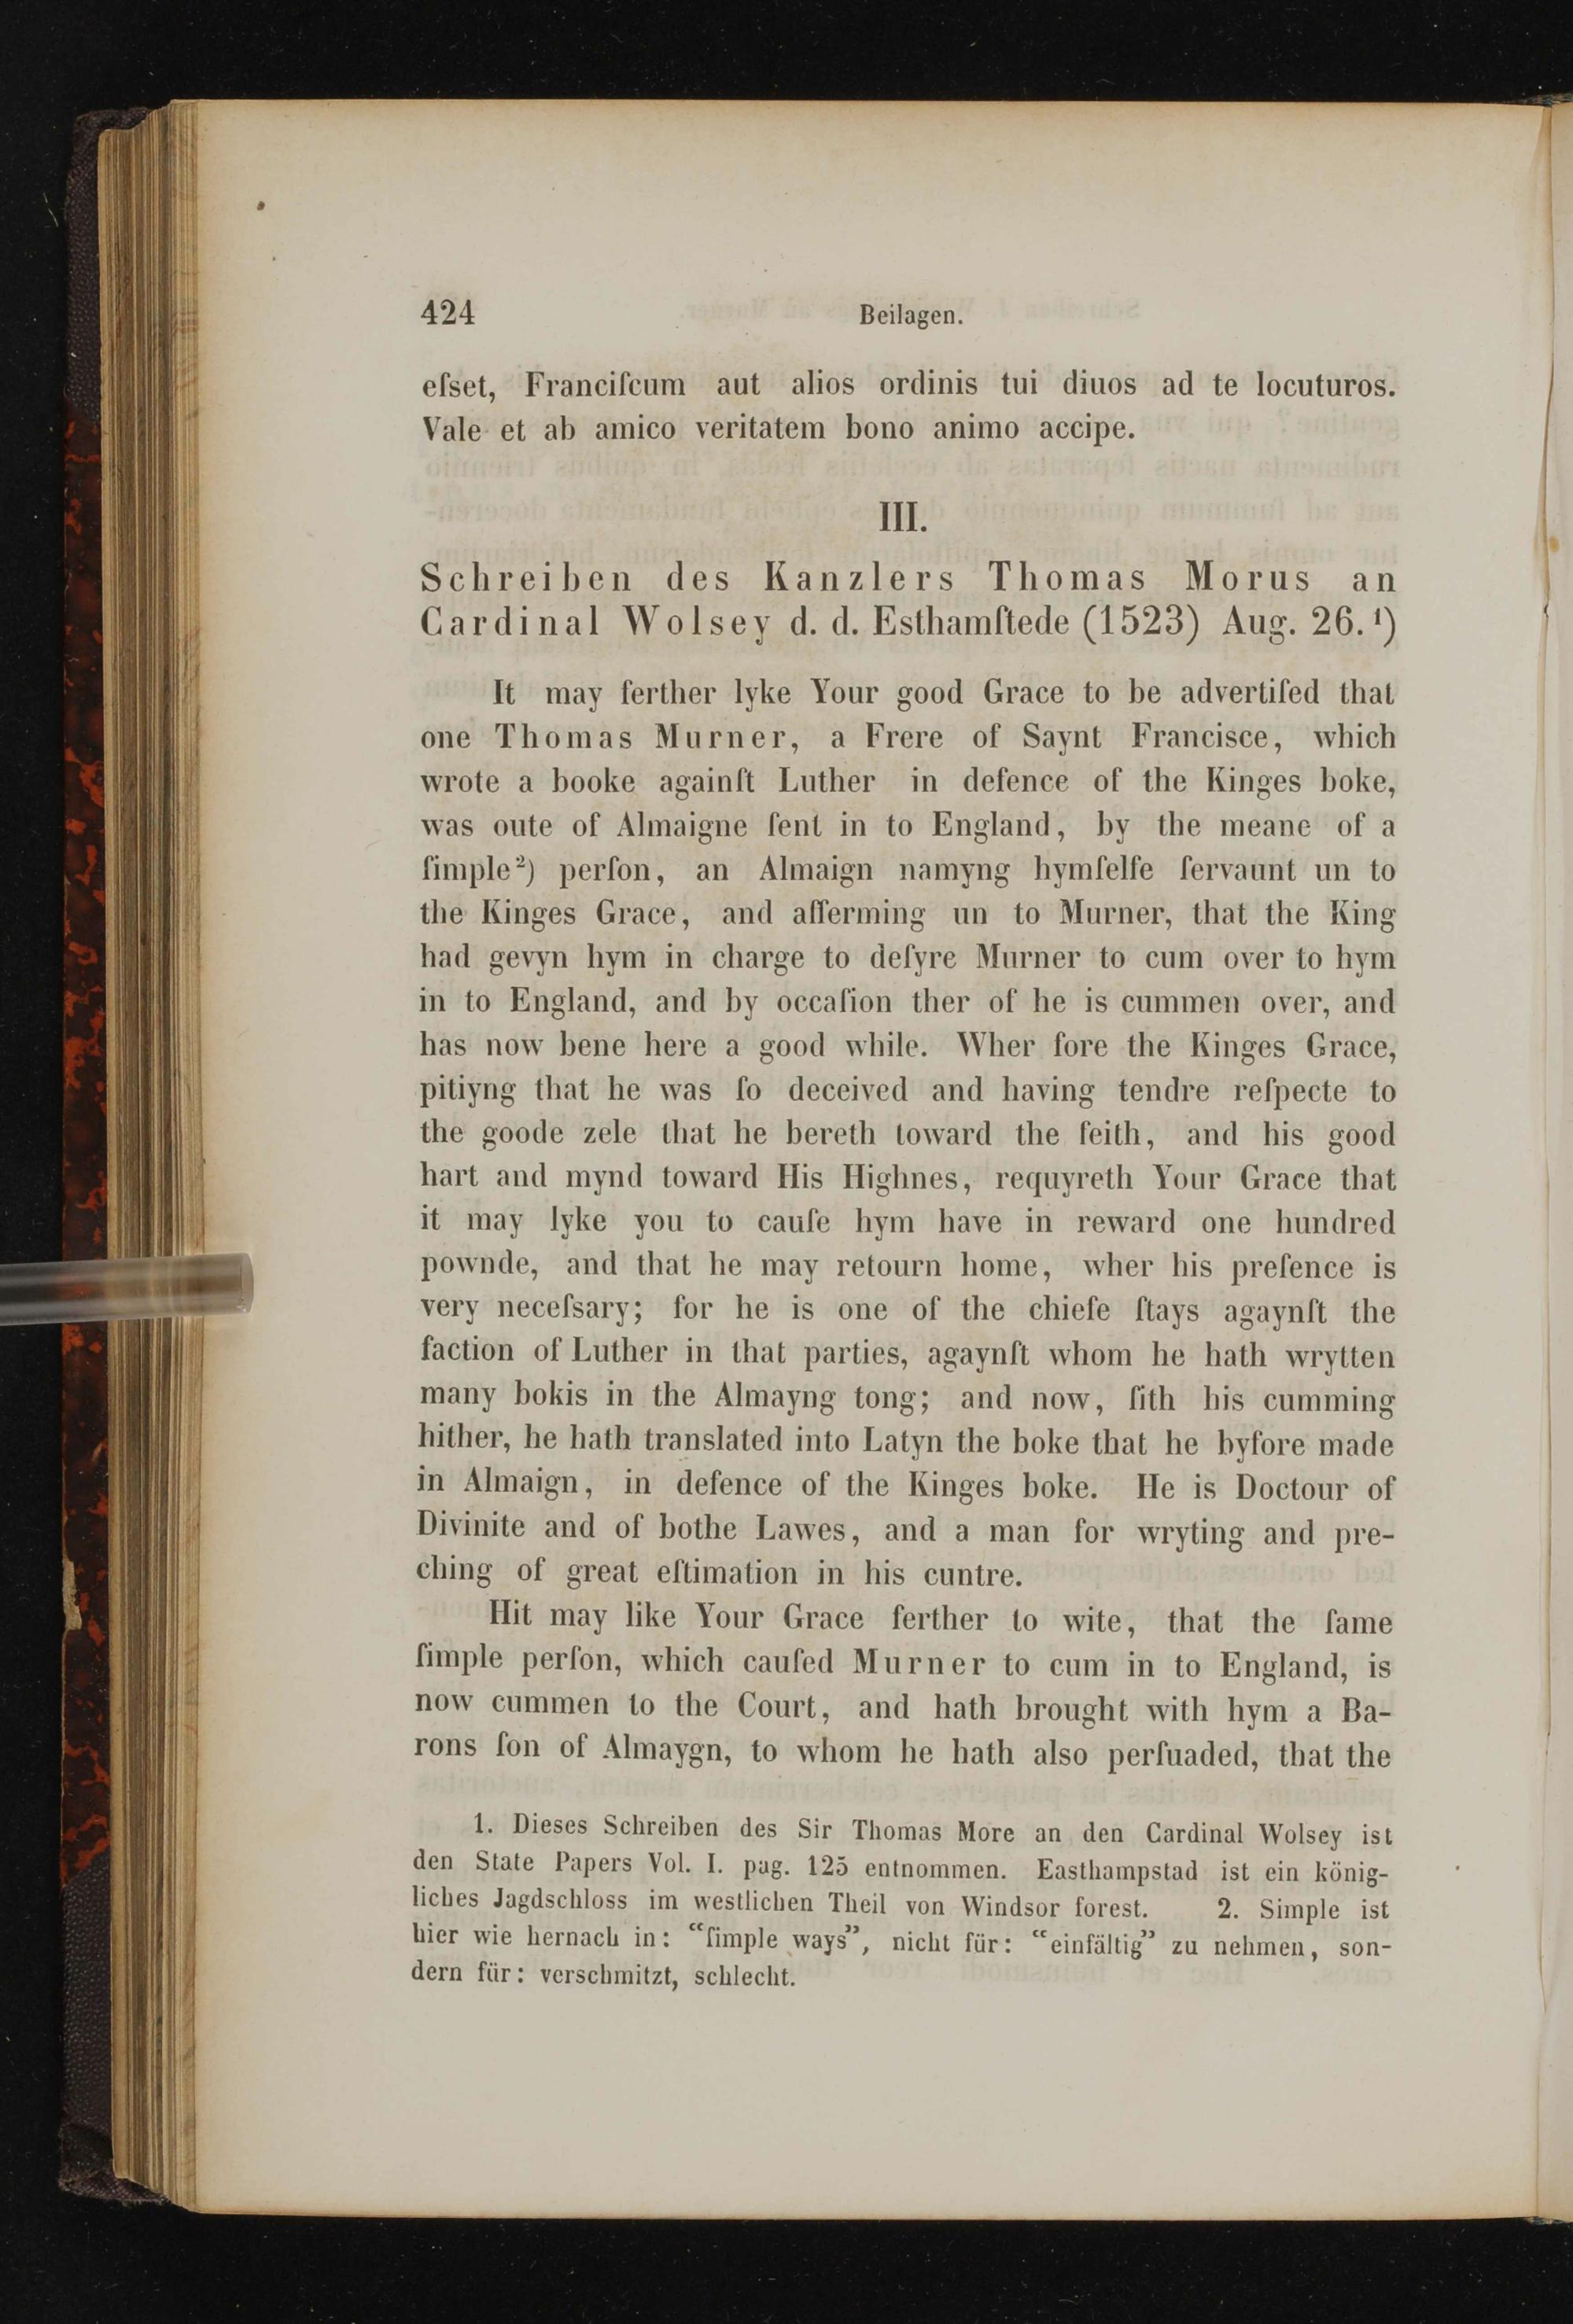 424 Beilagen.
efset, Franciſcum aut alios ordinis tui diuos ad te locuturos.
Vale et ab amico veritatem bono animo accipe.
III.
Schreiben des Kanzlers Thomas Morus an
Cardinal Wolsey d. d. Esthamſtede (1523) Aug. 26.¹)
It may ferther lyke Your good Grace to be advertiſed that
one Thomas Murner, a Frere of Saynt Francisce, which
wrote a booke againſt Luther in defence of the Kinges boke,
was oute of Almaigne ſent in to England, by the meane of a
ſimple²) perſon, an Almaign namyng hymſelfe ſervaunt un to
the Kinges Grace, and afferming un to Murner, that the King
had gevyn hym in charge to deſyre Murner to cum over to hym
in to England, and by occaſion ther of he is cummen over, and
has now bene here a good while. Wher fore the Kinges Grace,
pitiyng that he was ſo deceived and having tendre reſpecte to
the goode zele that he bereth toward the feith, and his good
hart and mynd toward His Highnes, requyreth Your Grace that
it may lyke you to cauſe hym have in reward one hundred
pownde, and that he may retourn home, wher his preſence is
very neceſsary; for he is one of the chiefe ſtays agaynſt the
faction of Luther in that parties, agaynſt whom he hath wrytten
many bokis in the Almayng tong; and now, ſith his cumming
hither, he hath translated into Latyn the boke that he byfore made
in Almaign, in defence of the Kinges boke. He is Doctour of
Divinite and of bothe Lawes, and a man for wryting and pre-
ching of great eſtimation in his cuntre.
Hit may like Your Grace ferther to wite, that the ſame
ſimple perſon, which cauſed Murner to cum in to England, is
now cummen to the Court, and hath brought with hym a Ba-
rons ſon of Almaygn, to whom he hath also perſuaded, that the
1. Dieses Schreiben des Sir Thomas More an den Cardinal Wolsey ist
den State Papers Vol. I. pag. 125 entnommen. Easthampstad ist ein könig-
liches Jagdschloss im westlichen Theil von Windsor forest. 2. Simple ist
hier wie hernach in: “ſimple ways”, nicht für: “einfältig” zu nehmen, son-
dern für: verschmitzt, schlecht.